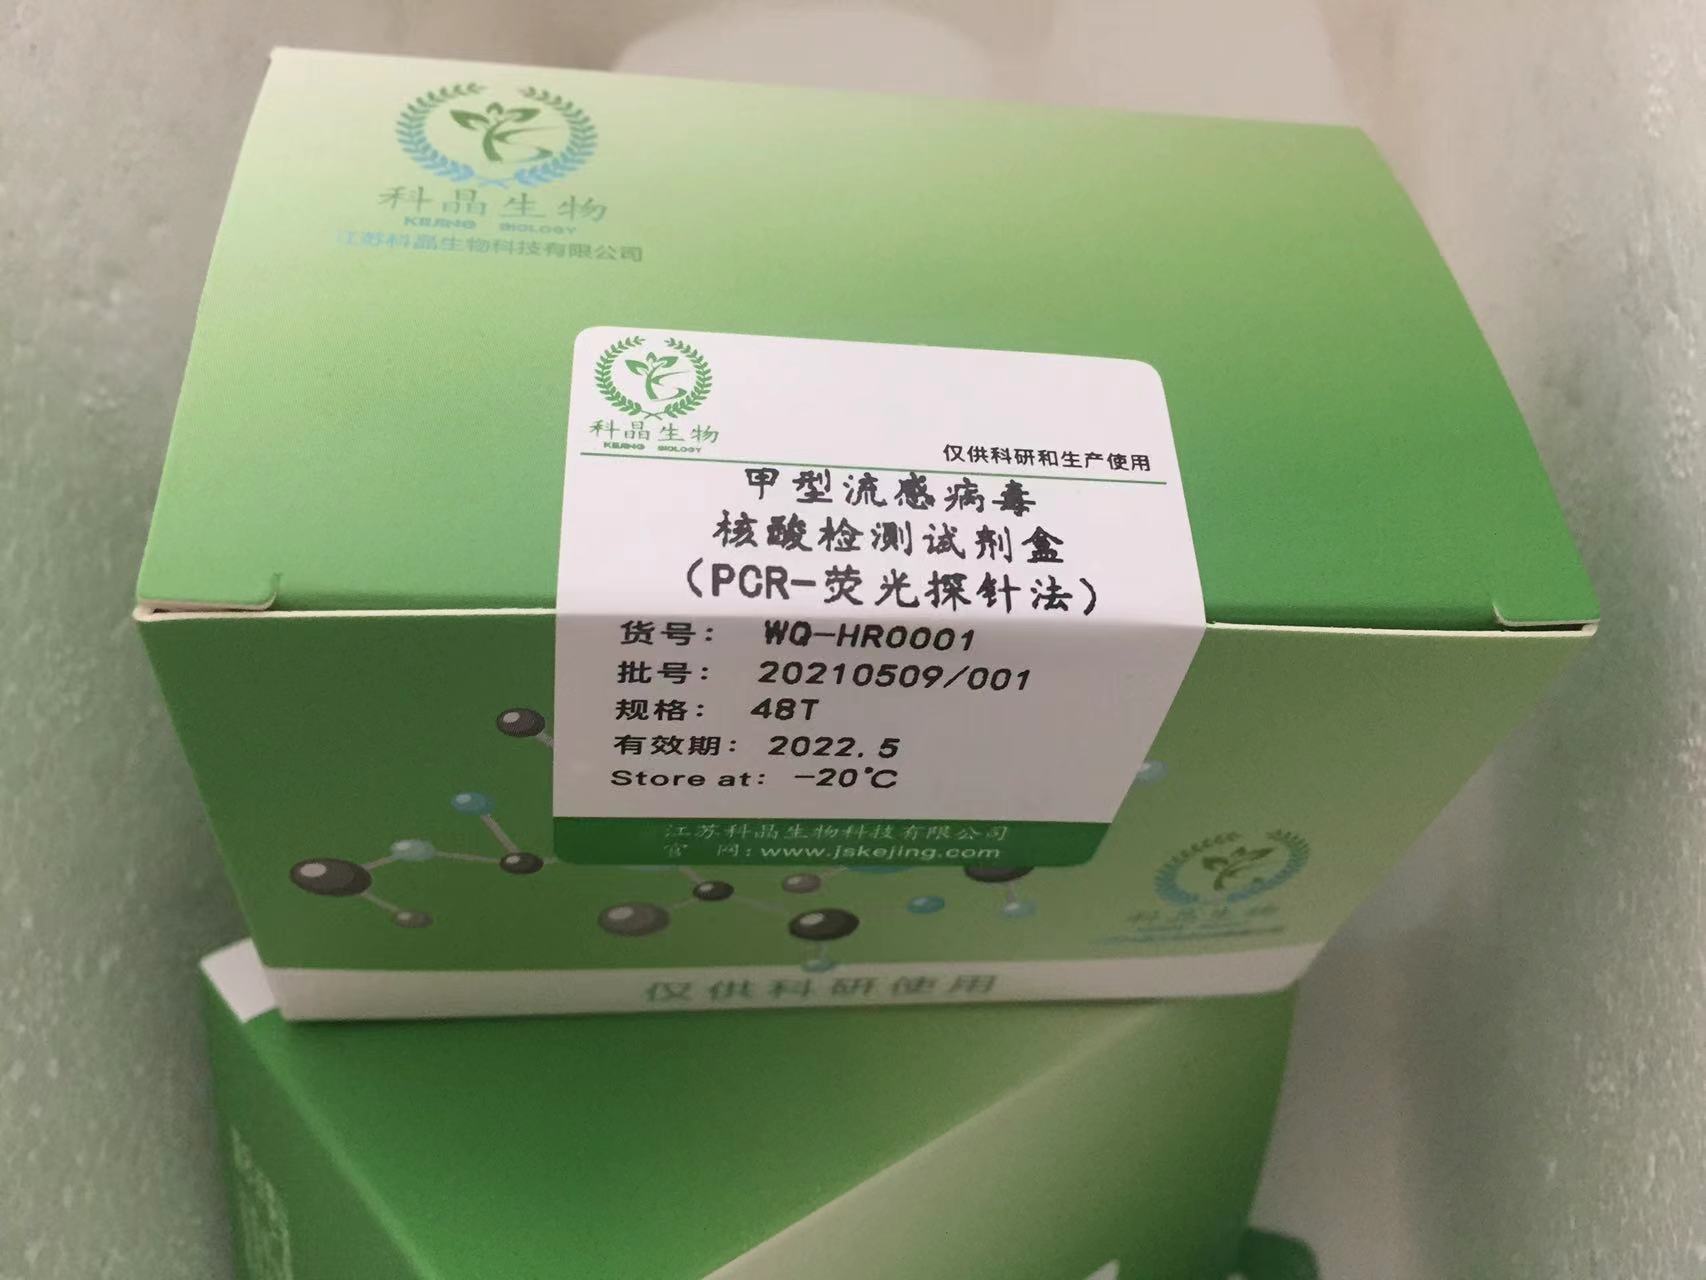 科晶生物
KEJING BIOLOGY
江苏科晶生物科技有限公司
科晶生物
KEJING BIOLOGY
仅供科研和生产使用
甲型流感病毒
核酸检测试剂盒
(PCR-荧光探针法)
货号: WQ-HR0001
批号: 20210509/001
规格: 48T
有效期: 2022.5
Store at: -20℃
江苏科晶生物科技有限公司
官 网:www.jskejing.com
科晶生物
仅供科研使用